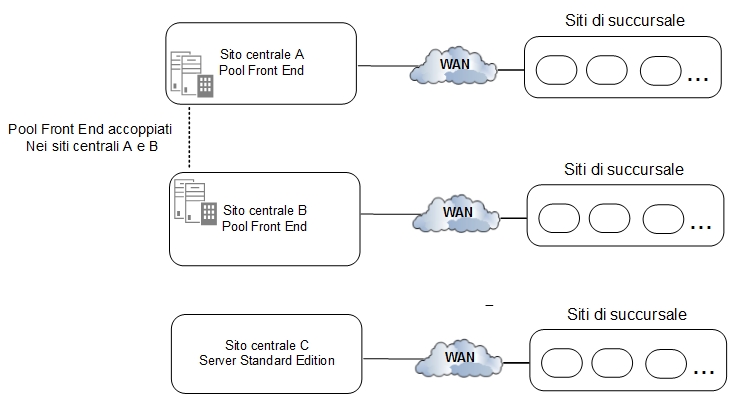 Siti di succursale
Sito centrale A
Pool Front End
WAN
...
Pool Front End accoppiati
Nei siti centrali A e B
Siti di succursale
Sito centrale B
Pool Front End
WAN
...
Siti di succursale
Sito centrale C
Server Standard Edition
WAN
...